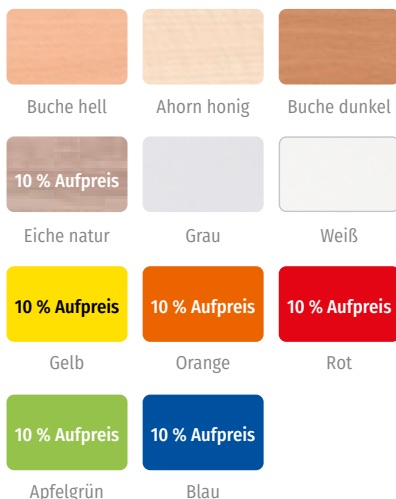 Buche hell
Ahorn honig
Buche dunkel
10 % Aufpreis
Eiche natur
Grau
Weiß
10 % Aufpreis
10 % Aufpreis
10 % Aufpreis
Gelb
Orange
Rot
10 % Aufpreis
10 % Aufpreis
Apfelgrün
Blau